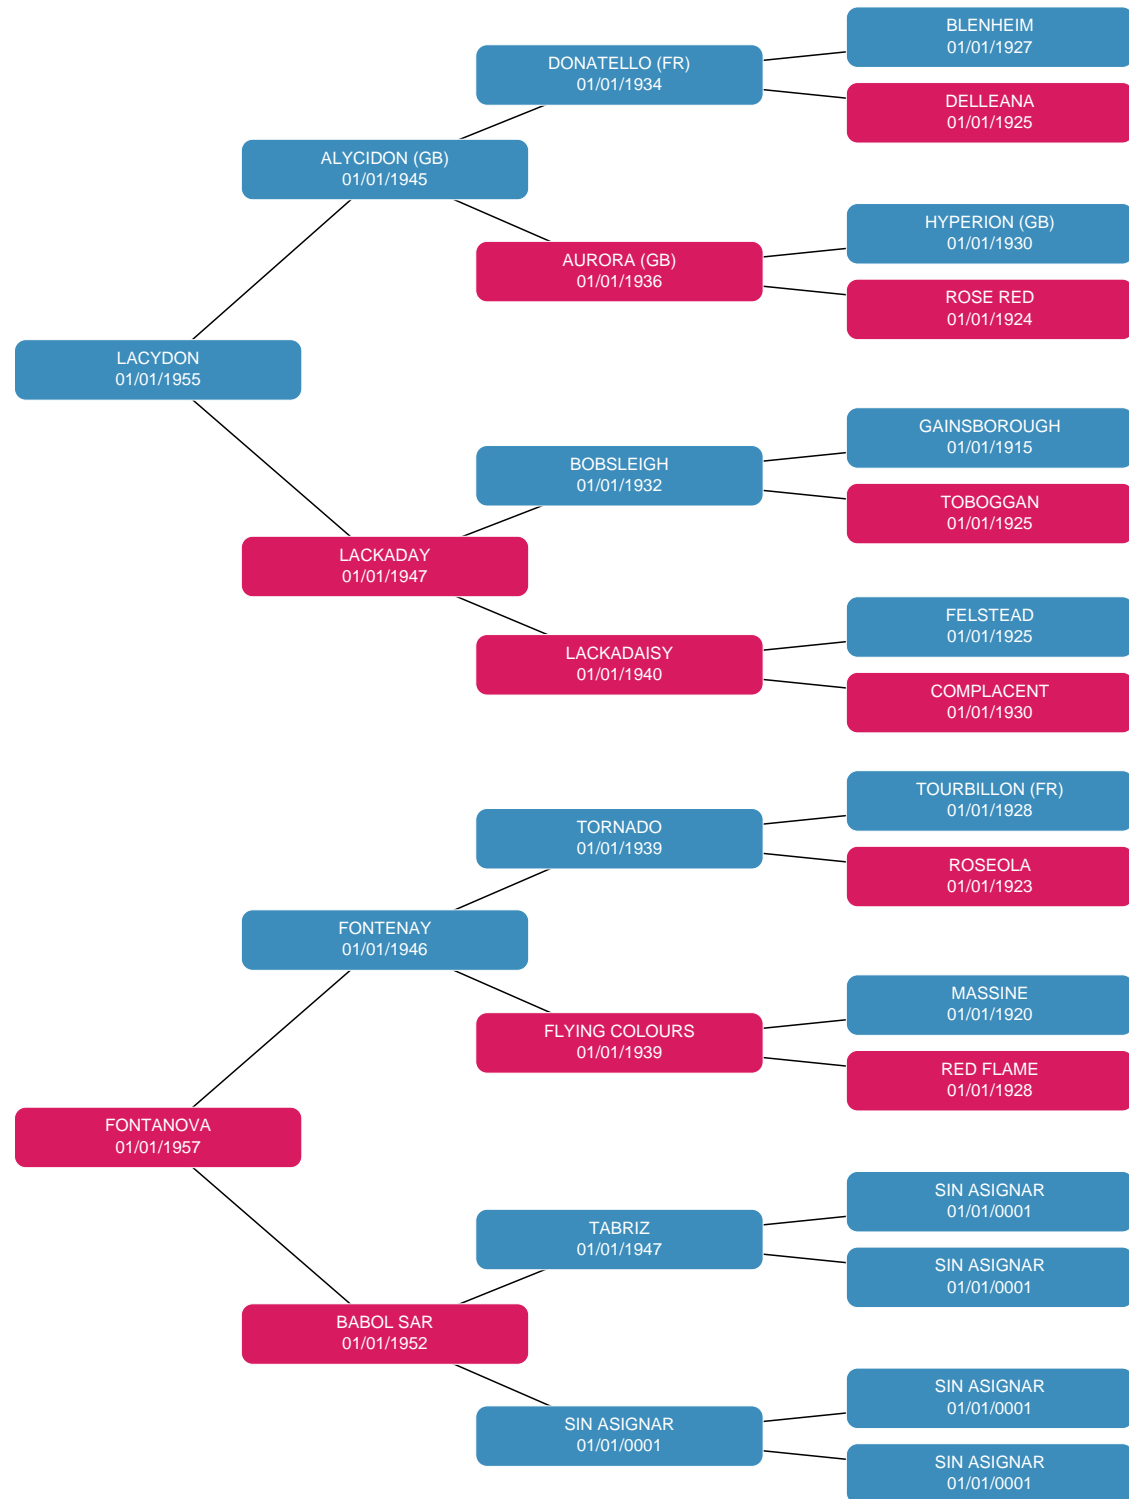 BLENHEIM
01/01/1927
DONATELLO (FR)
01/01/1934
DELLEANA
01/01/1925
ALYCIDON (GB)
01/01/1945
HYPERION (GB)
01/01/1930
AURORA (GB)
01/01/1936
ROSE RED
01/01/1924
LACYDON
01/01/1955
GAINSBOROUGH
01/01/1915
BOBSLEIGH
01/01/1932
TOBOGGAN
01/01/1925
LACKADAY
01/01/1947
FELSTEAD
01/01/1925
LACKADAISY
01/01/1940
COMPLACENT
01/01/1930
TOURBILLON (FR)
01/01/1928
TORNADO
01/01/1939
ROSEOLA
01/01/1923
FONTENAY
01/01/1946
MASSINE
01/01/1920
FLYING COLOURS
01/01/1939
RED FLAME
01/01/1928
FONTANOVA
01/01/1957
SIN ASIGNAR
01/01/0001
TABRIZ
01/01/1947
SIN ASIGNAR
01/01/0001
BABOL SAR
01/01/1952
SIN ASIGNAR
01/01/0001
SIN ASIGNAR
01/01/0001
SIN ASIGNAR
01/01/0001